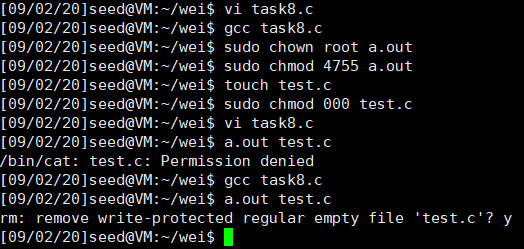 [09/02/20]seed@VM:~/wei$ vi task8.c
[09/02/20]seed@VM:~/wei$ gcc task8.c
[09/02/20]seed@VM:~/wei$ sudo chown root a.out
[09/02/20]seed@VM:~/wei$ sudo chmod 4755 a.out
[09/02/20]seed@VM:~/wei$ touch test.c
[09/02/20]seed@VM:~/wei$ sudo chmod 000 test.c
[09/02/20]seed@VM:~/wei$ vi task8.c
[09/02/20]seed@VM:~/wei$ a.out test.c
/bin/cat: test.c: Permission denied
[09/02/20]seed@VM:~/wei$ gcc task8.c
[09/02/20]seed@VM:~/wei$ a.out test.c
rm: remove write-protected regular empty file 'test.c'? y
[09/02/20]seed@VM:~/wei$